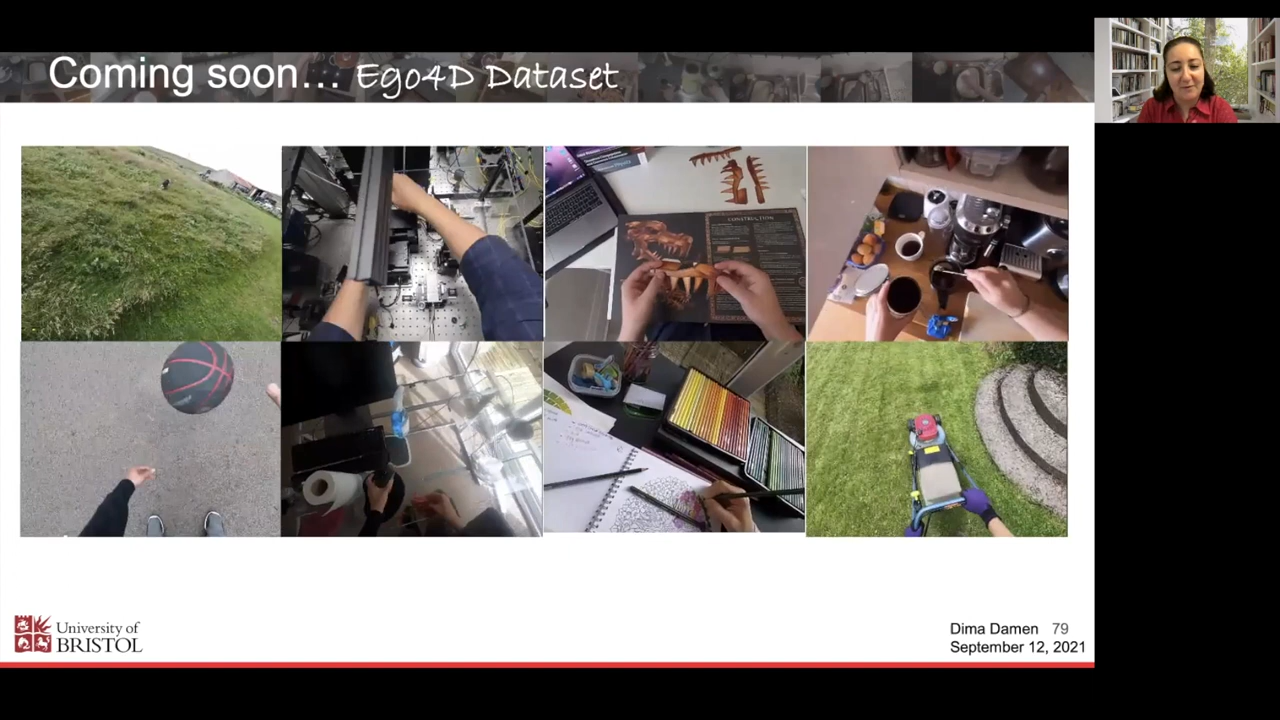 Coming soon... Ego4D Dataset
CONSTRUCTION
University of
BRISTOL
Dima Damen 79
September 12, 2021